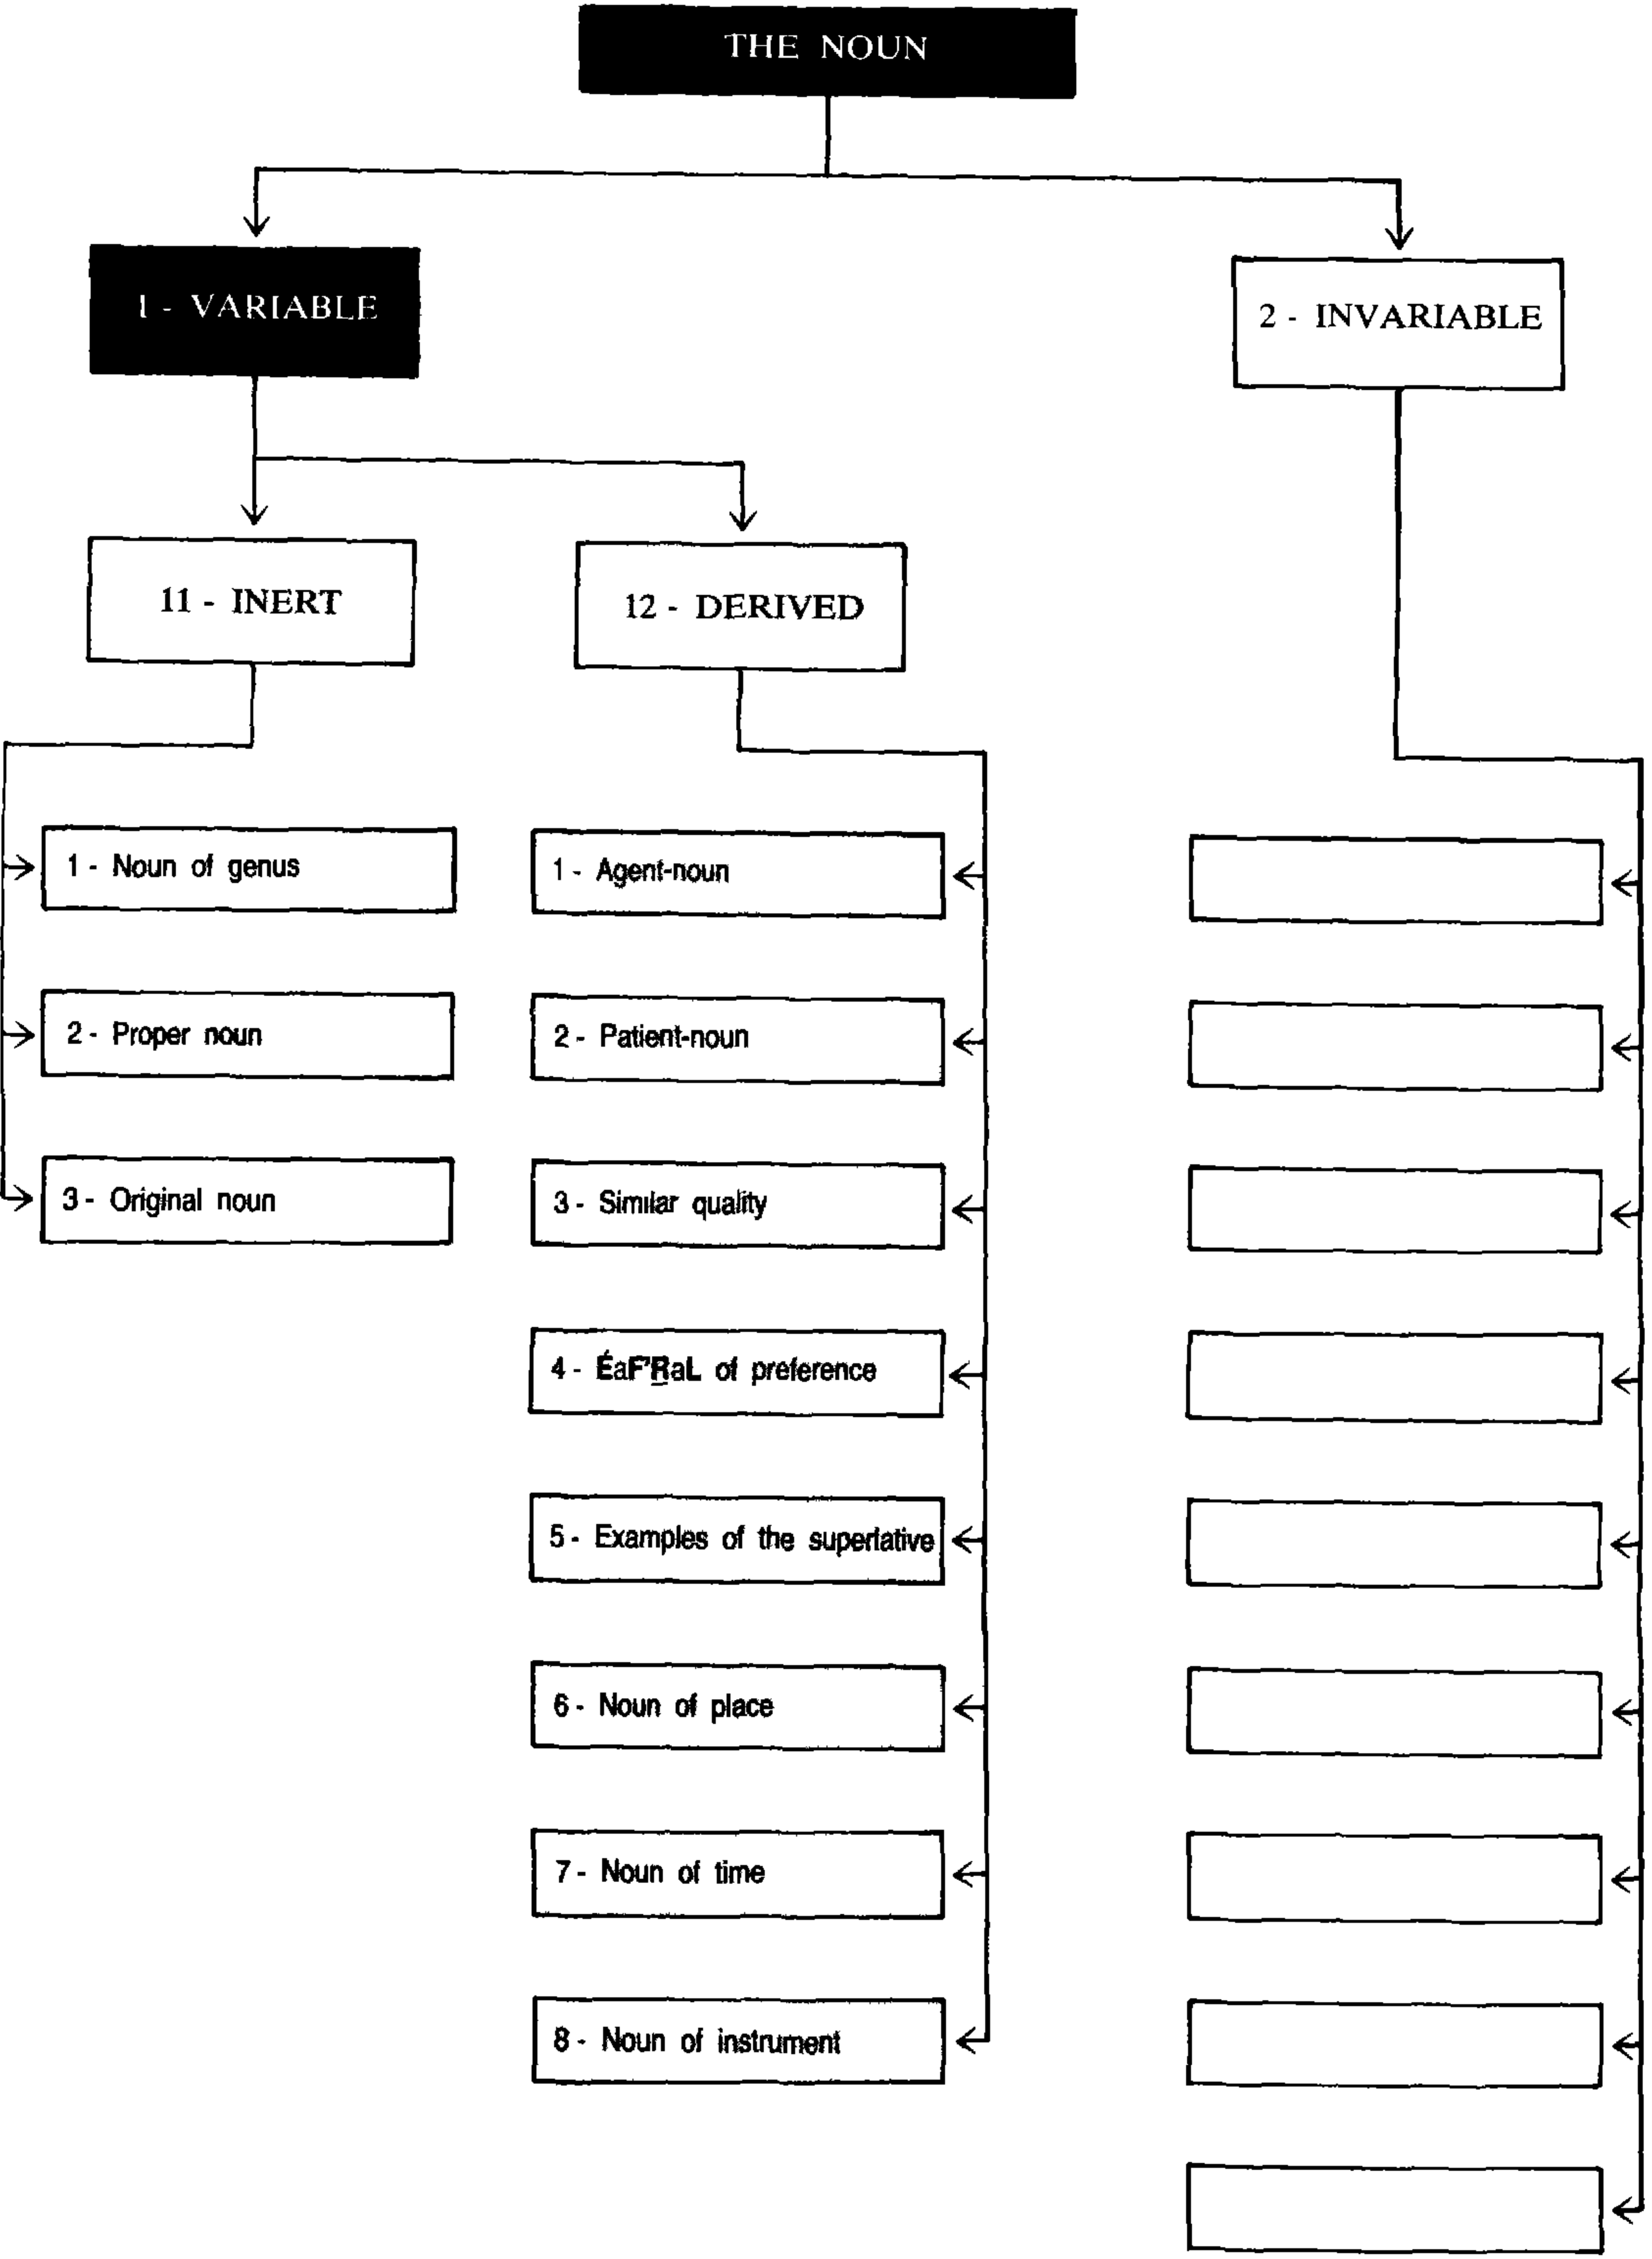 THE NOUN
1 - VARIABLE
2 - INVARIABLE
11 - INERT
12 - DERIVED
1 - Noun of genus
2 - Proper noun
3 - Original noun
1 - Agent-noun
2 - Patient-noun
3 - Similar quality
4 - ÉaF'RaL of preference
5 - Examples of the superlative
6 - Noun of place
7 - Noun of time
8 - Noun of instrument